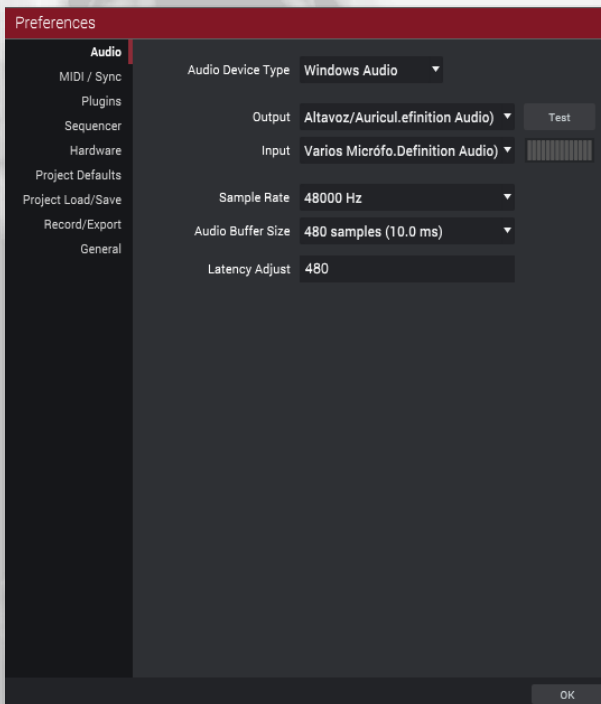 Preferences
Audio
MIDI / Sync
Plugins
Sequencer
Hardware
Project Defaults
Project Load/Save
Record/Export
General
Audio Device Type Windows Audio
Output Altavoz/Auricul.efinition Audio) Test
Input Varios Micrófo.Definition Audio)
Sample Rate 48000 Hz
Audio Buffer Size 480 samples (10.0 ms)
Latency Adjust 480
OK